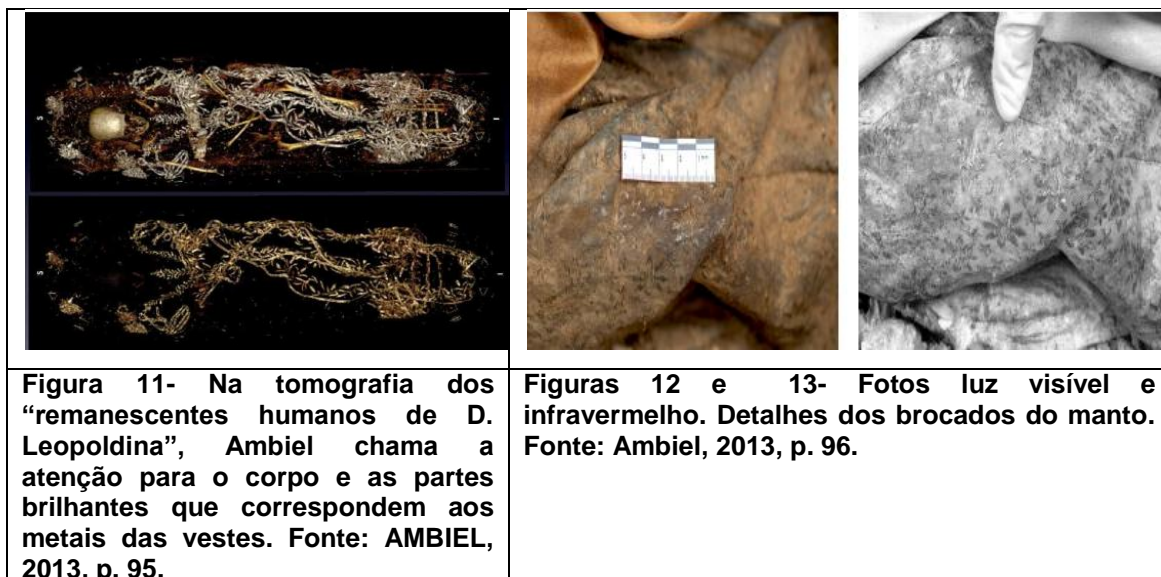 Figura 11- Na tomografia dos
“remanescentes humanos de D.
Leopoldina”, Ambiel chama a
atenção para o corpo e as partes
brilhantes que correspondem aos
metais das vestes. Fonte: AMBIEL,
2013, p. 95.
Figuras 12 e 13- Fotos luz visível e
infravermelho. Detalhes dos brocados do manto.
Fonte: Ambiel, 2013, p. 96.